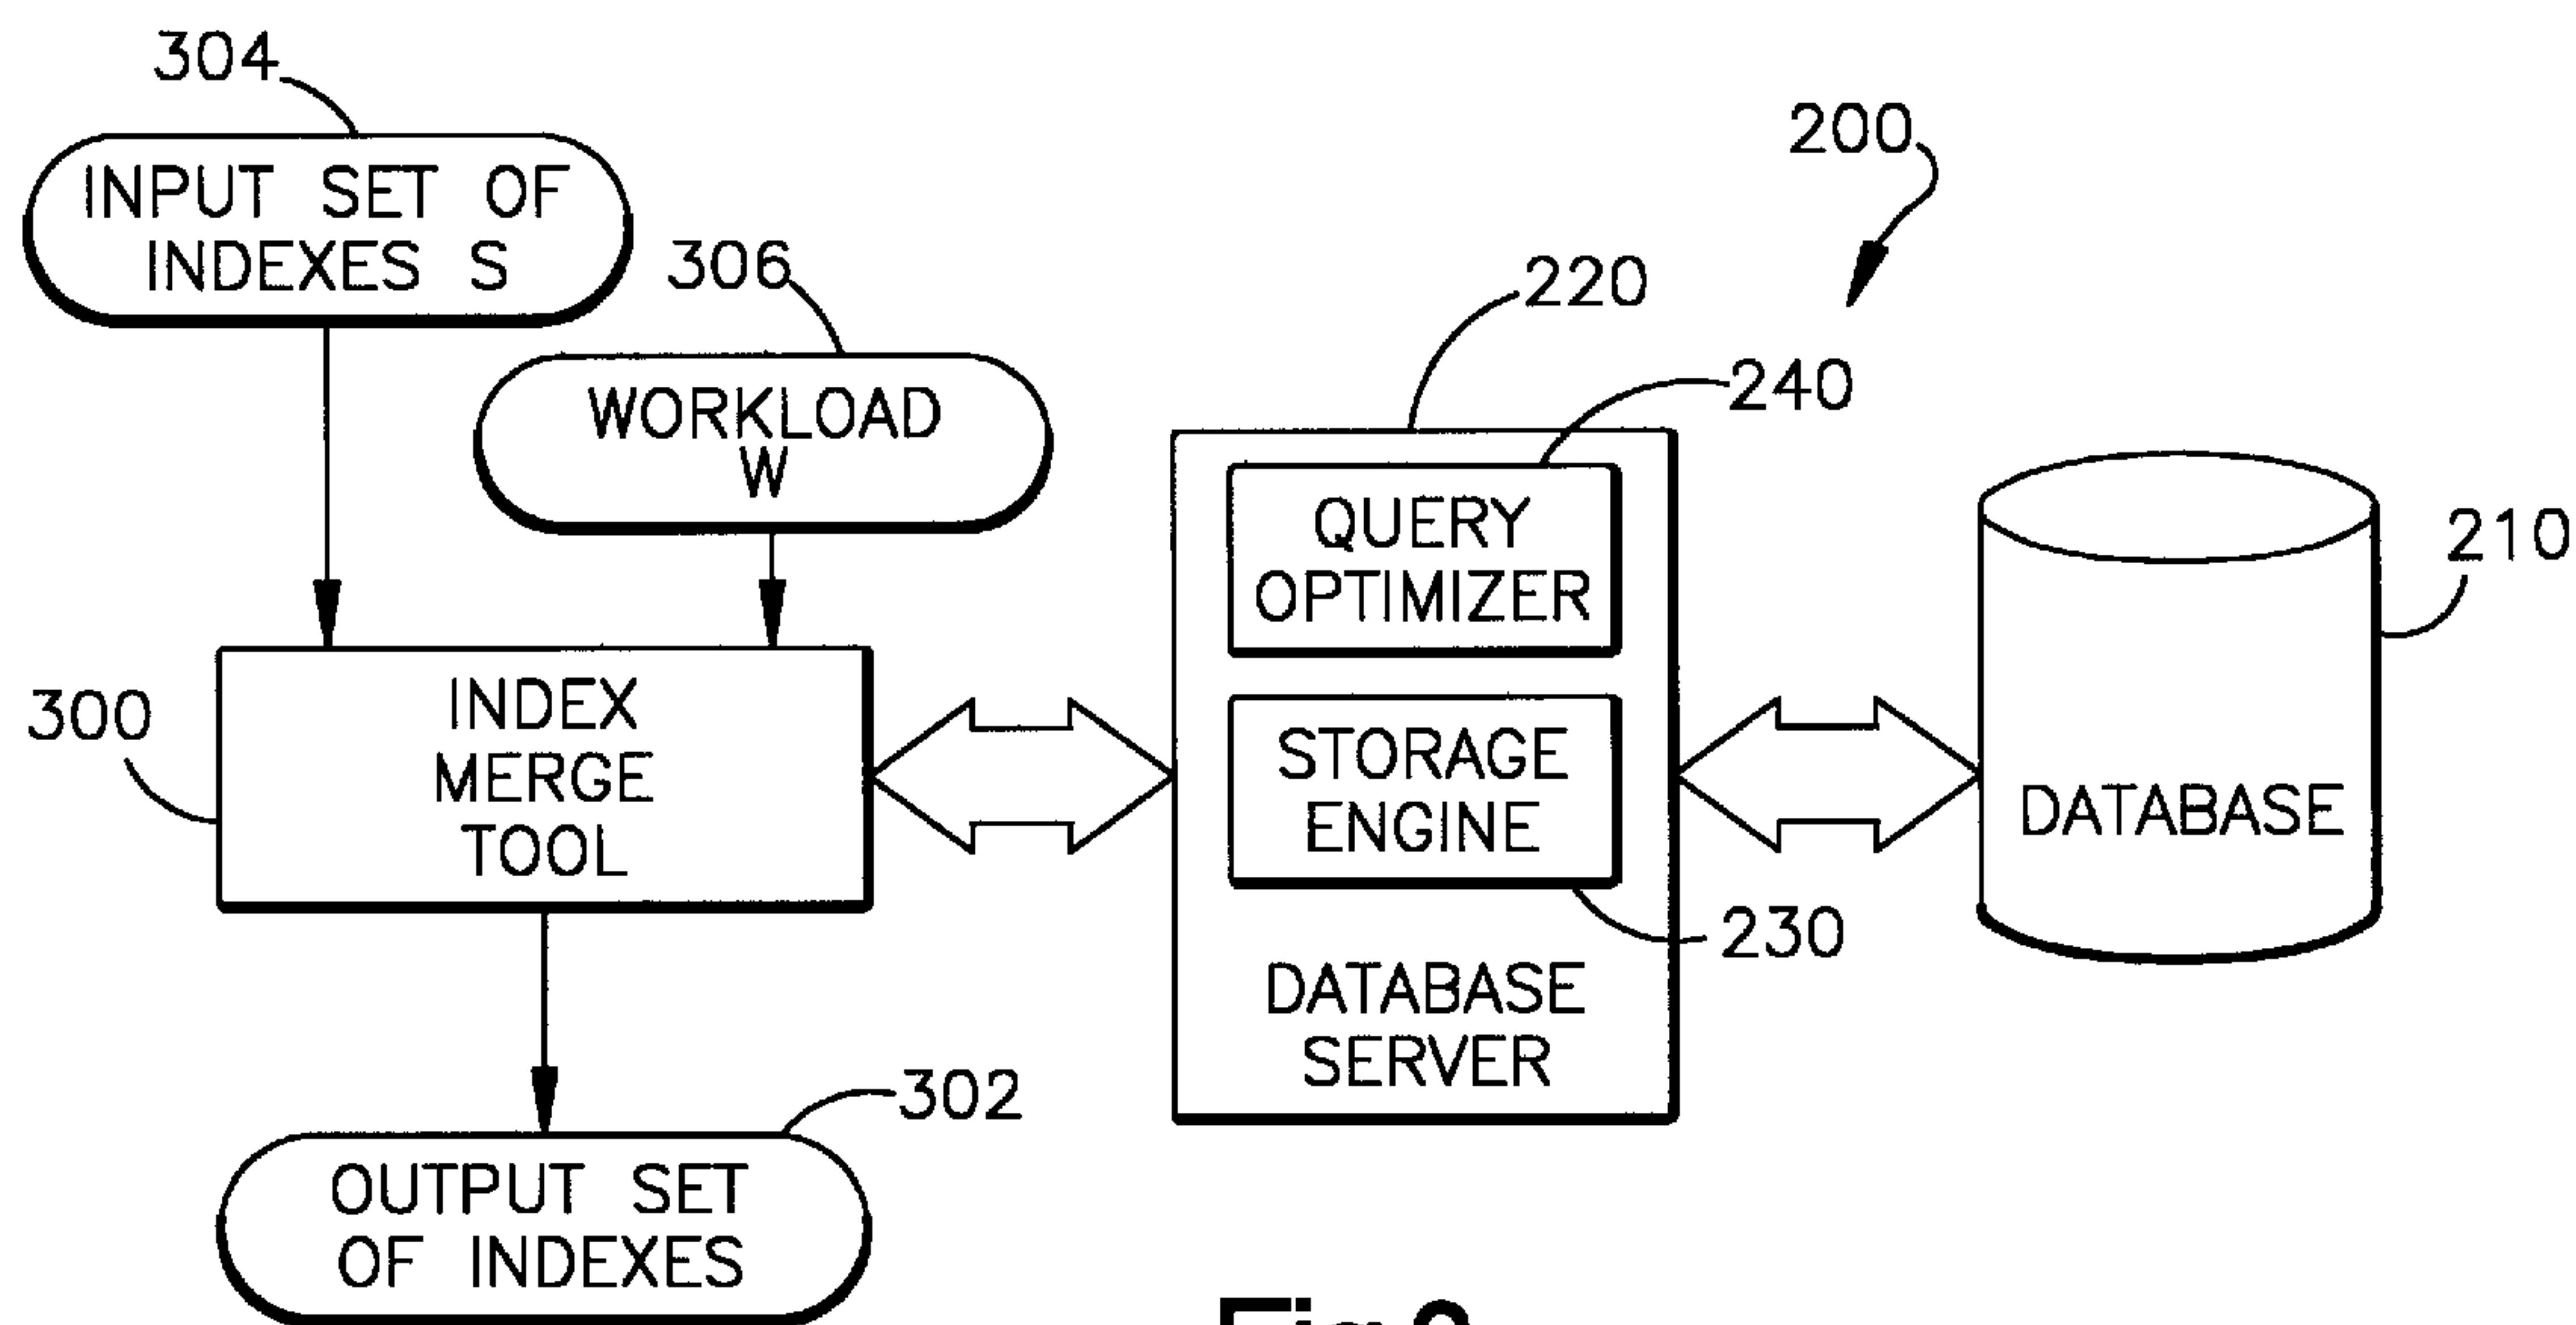 304
INPUT SET OF
INDEXES S
306
WORKLOAD
W
200
220
240
QUERY
OPTIMIZER
210
300
INDEX
MERGE
TOOL
STORAGE
ENGINE
DATABASE
230
DATABASE
SERVER
302
OUTPUT SET
OF INDEXES